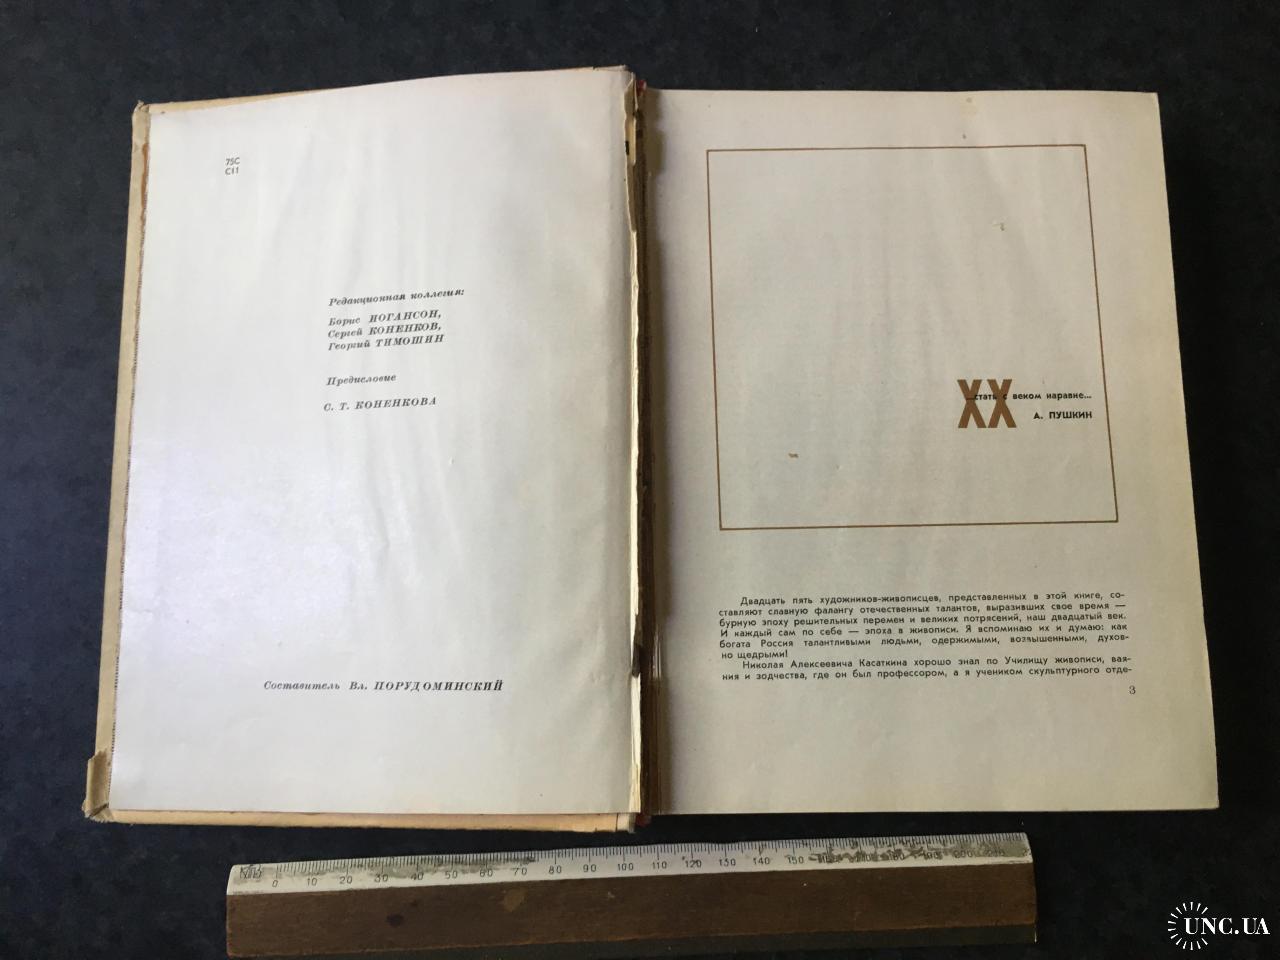 75С
С11
Редакционная коллегия:
Борис ИОГАНСОН,
Сергей КОНЕНКОВ,
Георгий ТИМОШИН
Предисловие
С. Т. КОНЕНКОВА
Составитель Вл. ПОРУДОМИНСКИЙ
XX
...стать с веком наравне...
А. ПУШКИН
Двадцать пять художников-живописцев, представленных в этой книге, со-
ставляют славную фалангу отечественных талантов, выразивших свое время —
бурную эпоху решительных перемен и великих потрясений, наш двадцатый век.
И каждый сам по себе — эпоха в живописи. Я вспоминаю их и думаю: как
богата Россия талантливыми людьми, одержимыми, возвышенными, духов-
но щедрыми!
Николая Алексеевича Касаткина хорошо знал по Училищу живописи, вая-
ния и зодчества, где он был профессором, а я учеником скульптурного отде-
3
0 10 20 30 40 50 60 70 80 90 100 110 120 130 140 150
UNC.UA